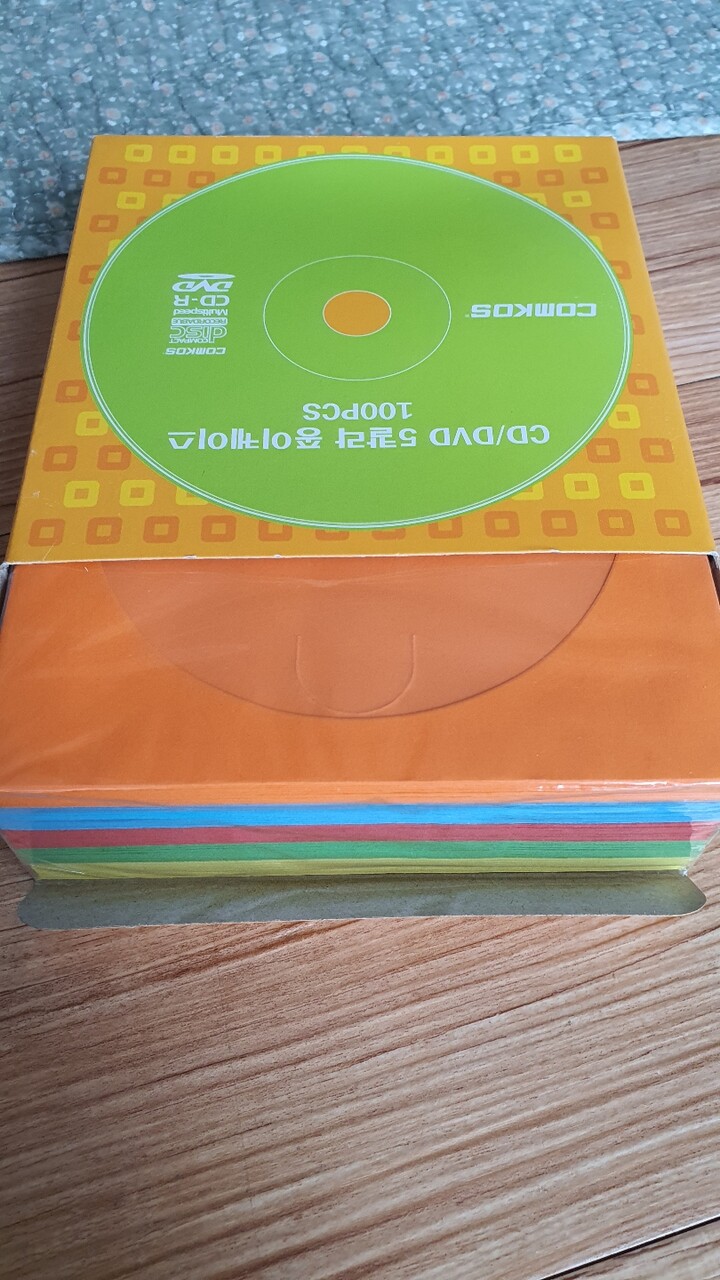 CD/DVD 5칼라 종이케이스
100PCS
COMKOS
COMKOS
COMPACT
disc
RECORDABLE
Multispeed
CD-R
DVD